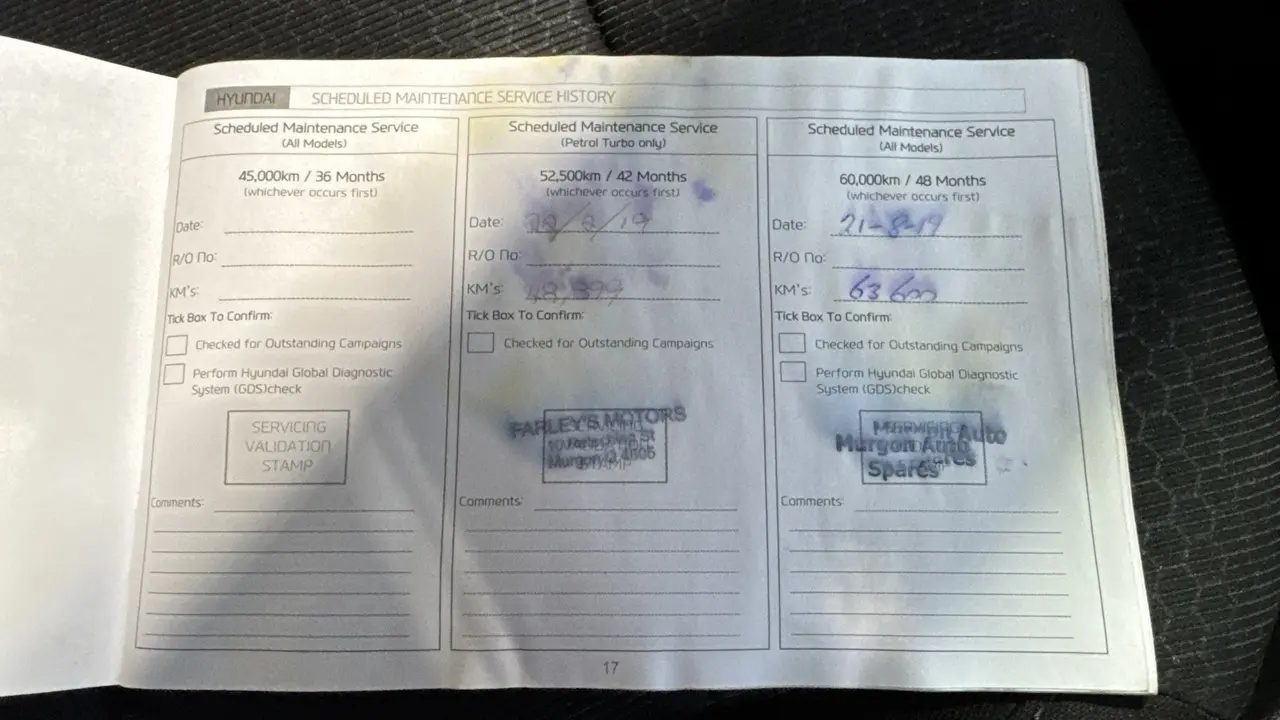 HYUNDAI SCHEDULED MAINTENANCE SERVICE HISTORY
Scheduled Maintenance Service
(All Models)
45,000km / 36 Months
(whichever occurs first)
Date:
R/O No:
KM's:
Tick Box To Confirm:
Checked for Outstanding Campaigns
Perform Hyundai Global Diagnostic
System (GDS)check
SERVICING
VALIDATION
STAMP
Comments:
Scheduled Maintenance Service
(Petrol Turbo only)
52,500km / 42 Months
(whichever occurs first)
Date: /19
R/O No:
KM's:
Tick Box To Confirm:
Checked for Outstanding Campaigns
FARLEY'S MOTORS
Murgon Q 4605
STAMP
Comments:
Scheduled Maintenance Service
(All Models)
60,000km / 48 Months
(whichever occurs first)
Date: 21-8-19
R/O No:
KM's: 63 600
Tick Box To Confirm:
Checked for Outstanding Campaigns
Perform Hyundai Global Diagnostic
System (GDS)check
Murgon Auto
Spares
Comments:
17